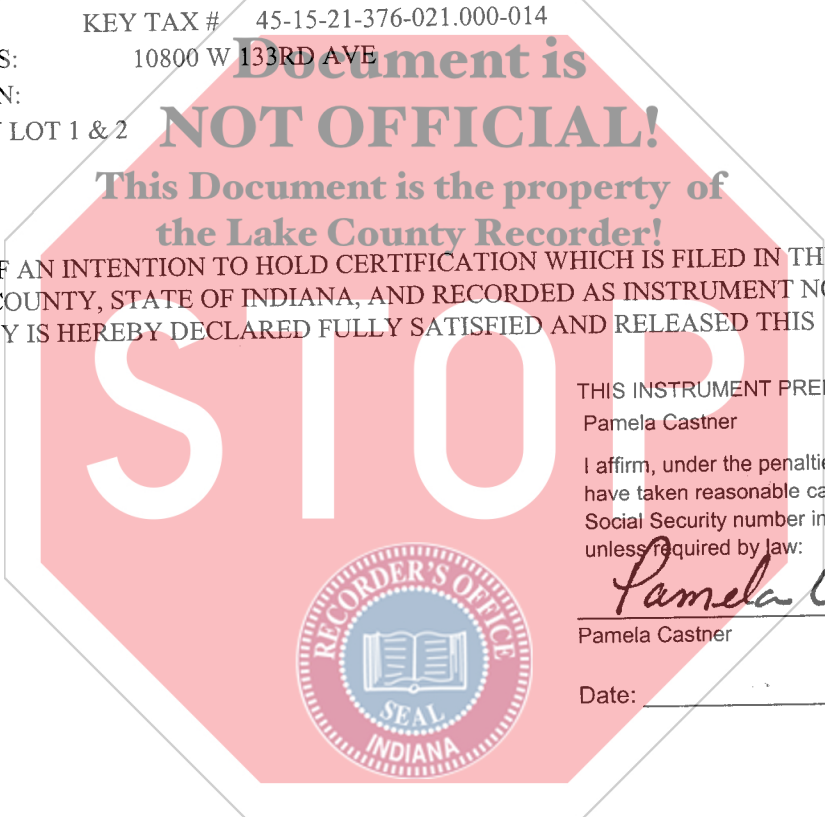 KEY TAX # 45-15-21-376-021.000-014
S: 10800 W 133RD AVE
N:
LOT 1 & 2
Document is
NOT OFFICIAL!
This Document is the property of
the Lake County Recorder!
F AN INTENTION TO HOLD CERTIFICATION WHICH IS FILED IN TH
COUNTY, STATE OF INDIANA, AND RECORDED AS INSTRUMENT NO
Y IS HEREBY DECLARED FULLY SATISFIED AND RELEASED THIS
STOP
THIS INSTRUMENT PREP
Pamela Castner
I affirm, under the penaltie
have taken reasonable ca
Social Security number in
unless required by law:
Pamela C
Pamela Castner
Date:
RECORDER'S OFFICE
SEAL
INDIANA